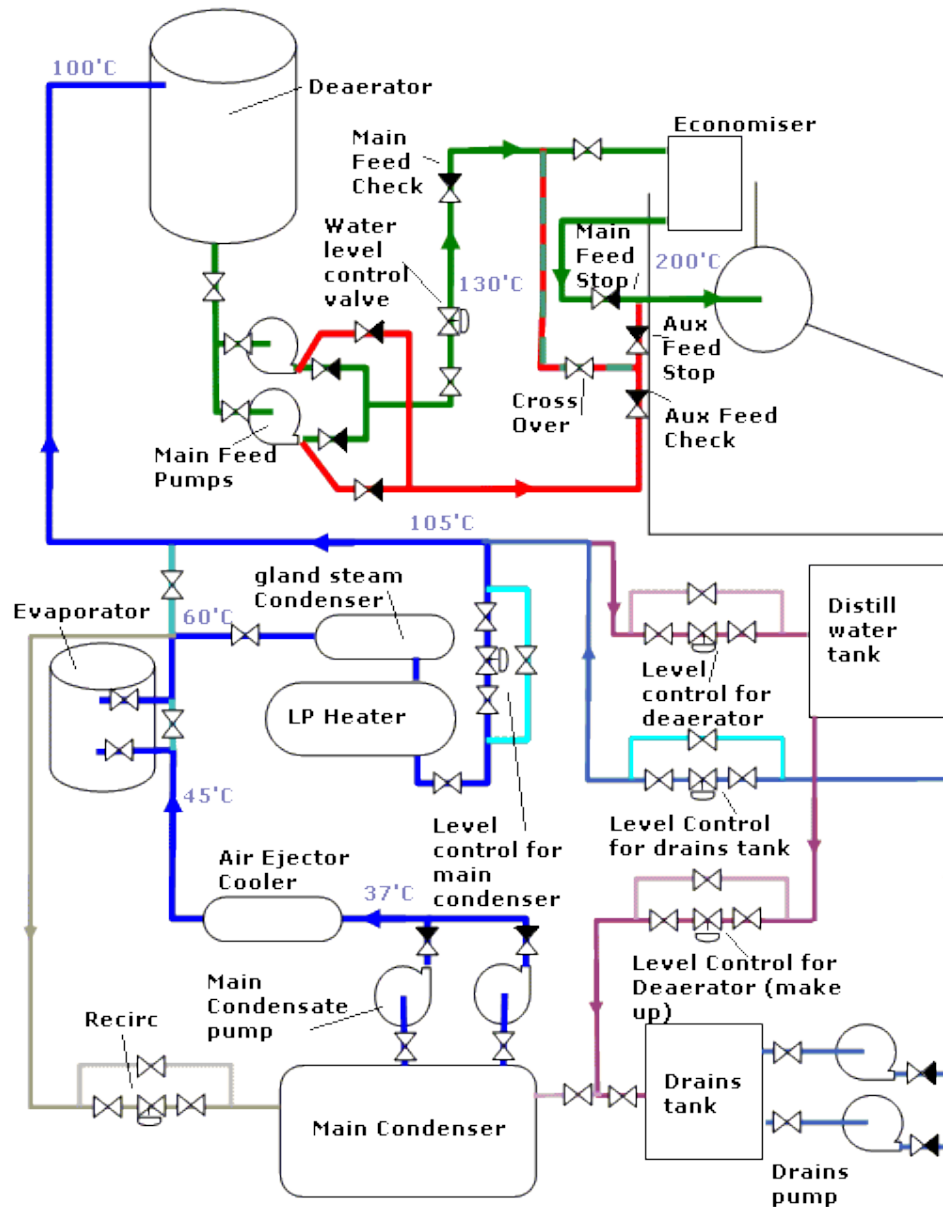 100'C
Deaerator
Main
Feed
Check
Economiser
Water
level
control
valve
130'C
Main
Feed
Stop
200'C
Aux
Feed
Stop
Cross
Over
Aux Feed
Check
Main Feed
Pumps
105'C
gland steam
Condenser
Evaporator
60'C
LP Heater
Distill
water
tank
Level
control for
deaerator
45'C
Level Control
for drains tank
Level
control for
main
condenser
Air Ejector
Cooler
37'C
Level Control for
Deaerator (make
up)
Main
Condensate
pump
Recirc
Main Condenser
Drains
tank
Drains
pump